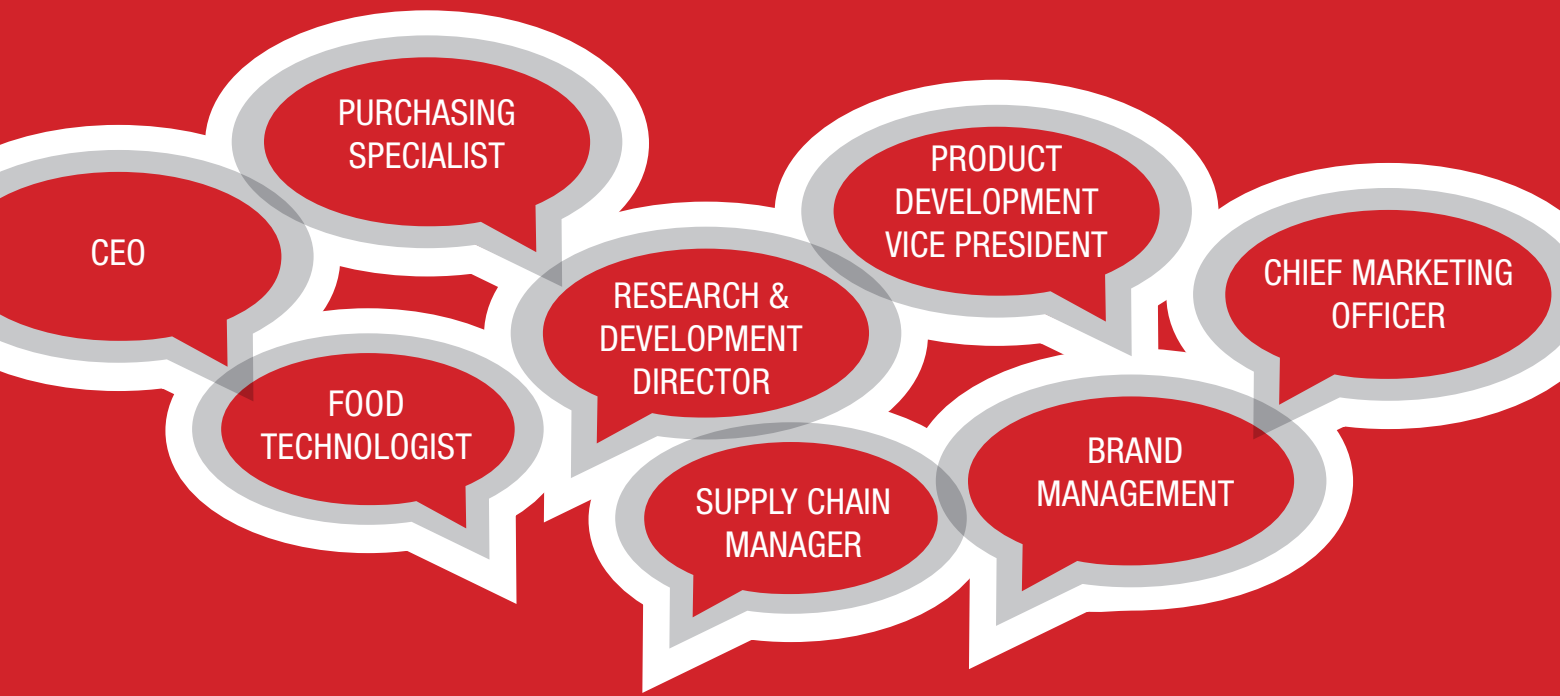 PURCHASING
SPECIALIST
CEO
PRODUCT
DEVELOPMENT
VICE PRESIDENT
CHIEF MARKETING
OFFICER
RESEARCH &
DEVELOPMENT
DIRECTOR
FOOD
TECHNOLOGIST
SUPPLY CHAIN
MANAGER
BRAND
MANAGEMENT